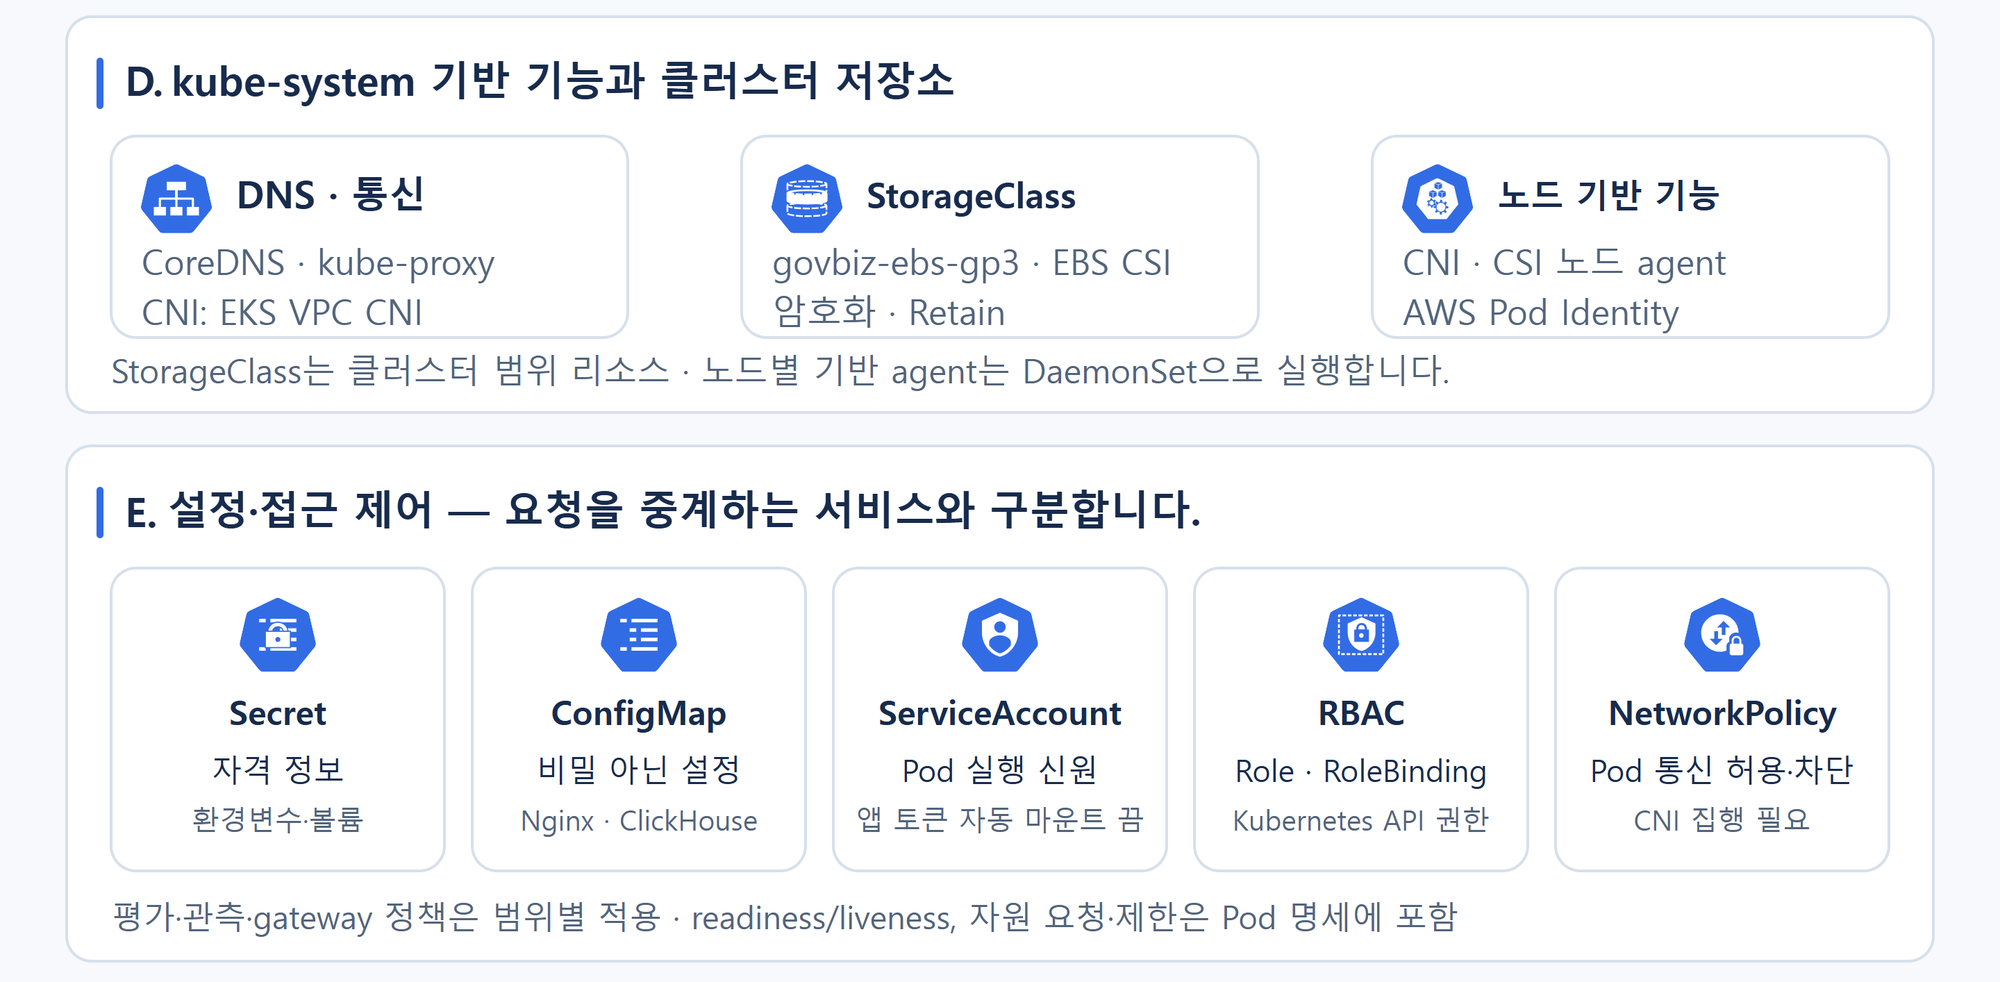 D. kube-system 기반 기능과 클러스터 저장소
DNS · 통신
CoreDNS · kube-proxy
CNI: EKS VPC CNI
StorageClass
govbiz-ebs-gp3 · EBS CSI
암호화 · Retain
노드 기반 기능
CNI · CSI 노드 agent
AWS Pod Identity
StorageClass는 클러스터 범위 리소스 · 노드별 기반 agent는 DaemonSet으로 실행합니다.
E. 설정·접근 제어 — 요청을 중계하는 서비스와 구분합니다.
Secret
자격 정보
환경변수·볼륨
ConfigMap
비밀 아닌 설정
Nginx · ClickHouse
ServiceAccount
Pod 실행 신원
앱 토큰 자동 마운트 끔
RBAC
Role · RoleBinding
Kubernetes API 권한
NetworkPolicy
Pod 통신 허용·차단
CNI 집행 필요
평가·관측·gateway 정책은 범위별 적용 · readiness/liveness, 자원 요청·제한은 Pod 명세에 포함